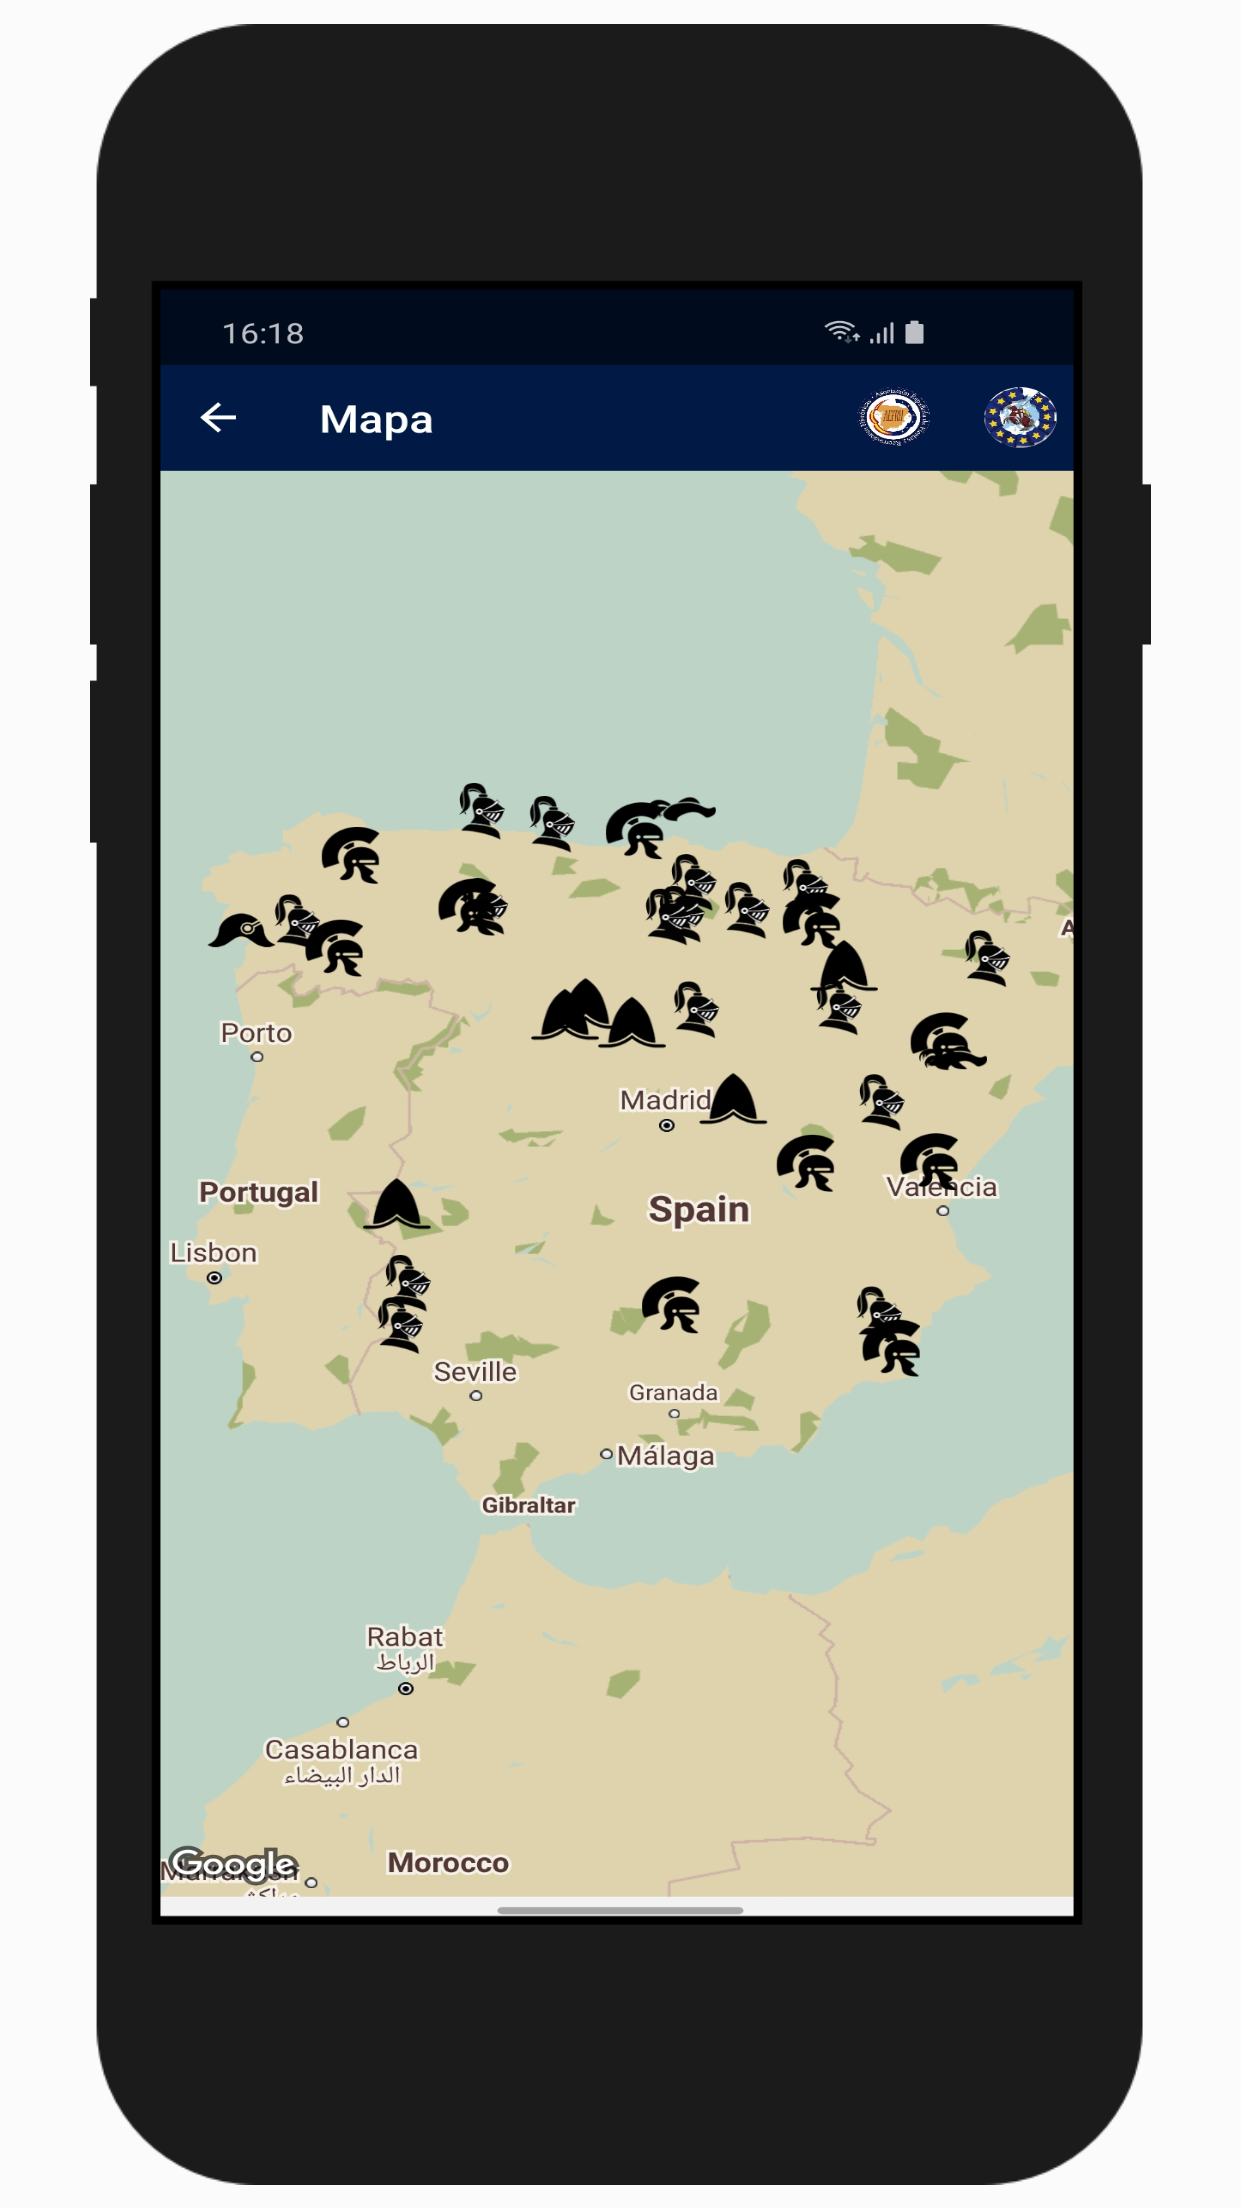 16:18
Mapa
Porto
Madrid
Portugal
Valencia
Spain
Lisbon
Seville
Granada
Málaga
Gibraltar
Rabat
الرباط
Casablanca
الدار البيضاء
Google
Morocco